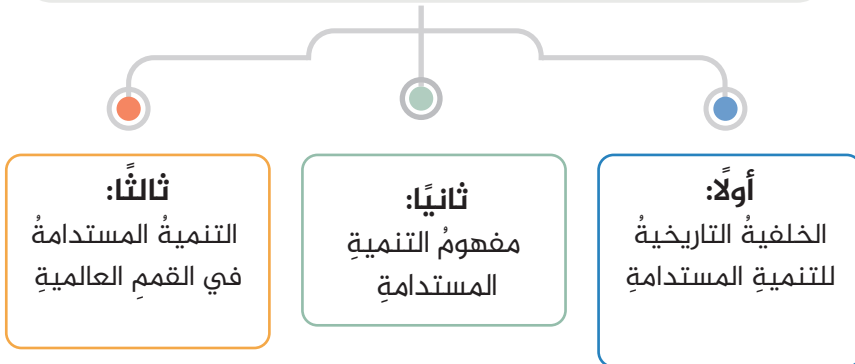 أولًا:
الخلفيةُ التاريخيةُ
للتنميةِ المستدامةِ
ثانيًا:
مفهومُ التنميةِ
المستدامةِ
ثالثًا:
التنميةُ المستدامةُ
في القممِ العالميةِ